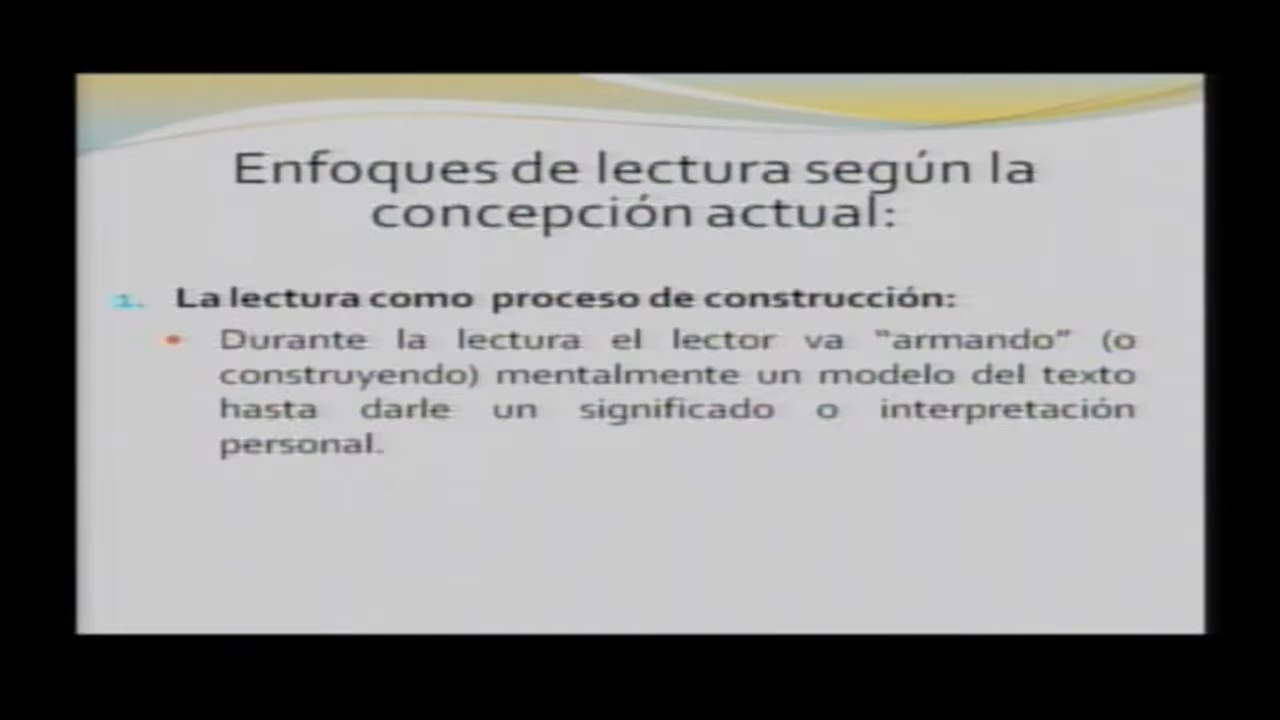 Enfoques de lectura según la
concepción actual:
1. La lectura como proceso de construcción:
• Durante la lectura el lector va "armando" (o
construyendo) mentalmente un modelo del texto
hasta darle un significado o interpretación
personal.